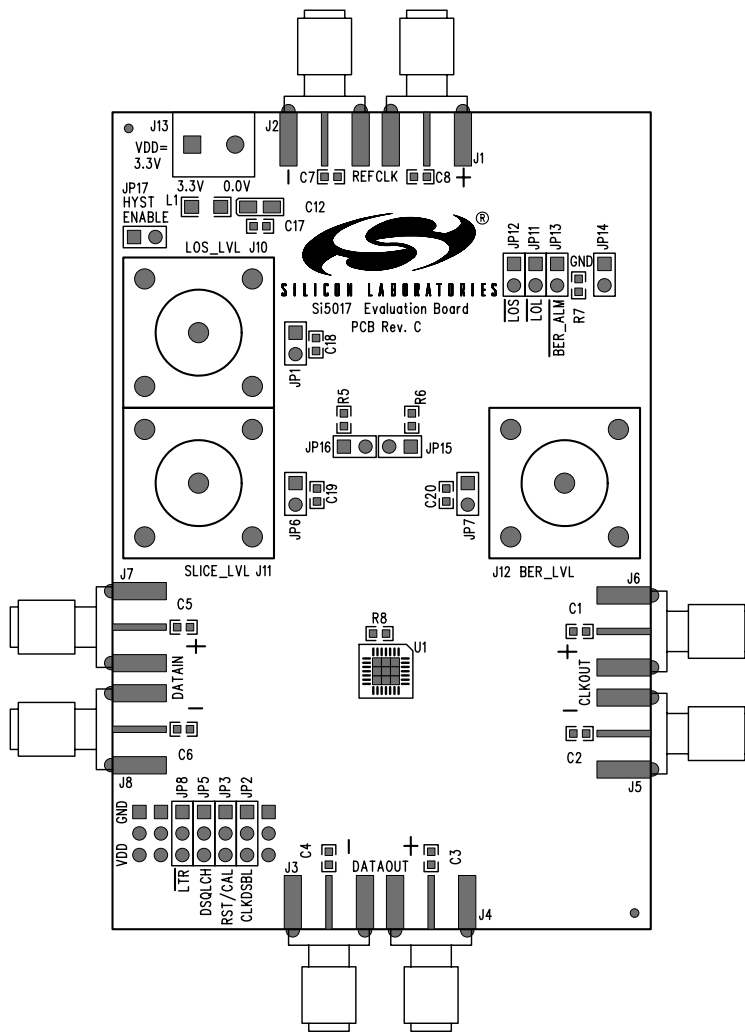 J13
J2
J1
VDD=
3.3V
C7
REFCLK
C8
−
+
JP17
HYST
ENABLE
L1
3.3V
0.0V
C12
C17
LOS_LVL J10
®
SILICON LABORATORIES
Si5017 Evaluation Board
PCB Rev. C
JP12
JP11
JP13
JP14
GND
LOS
LOL
BER_ALM
R7
JP1
C18
R5
R6
JP16
JP15
JP6
C19
C20
JP7
SLICE_LVL J11
J12 BER_LVL
J7
J6
C5
C1
+
+
R8
U1
DATAIN
CLKOUT
−
−
C6
C2
J8
J5
GND
VDD
JP8
JP5
JP3
JP2
LTR
DSQLCH
RST/CAL
CLKDSBL
C4
−
+
C3
J3
DATAOUT
J4